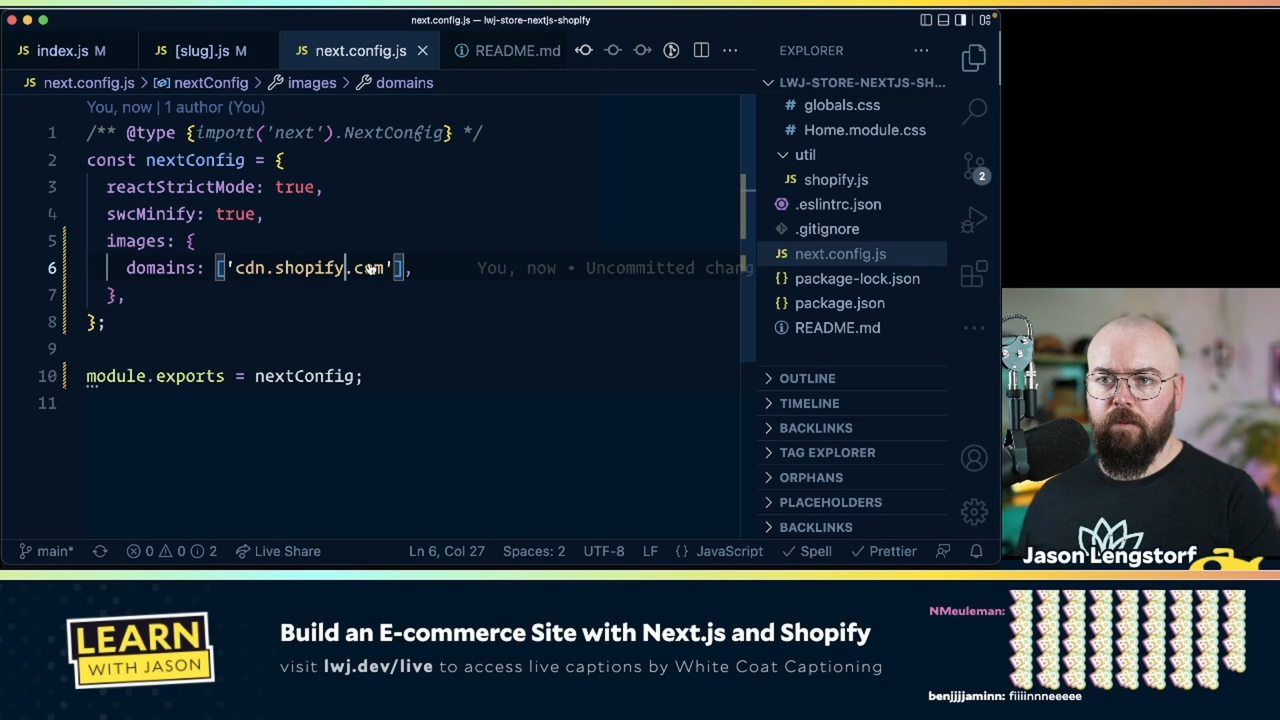 next.config.js — lwj-store-nextjs-shopify
index.js M
[slug].js M
next.config.js
README.md
EXPLORER
next.config.js > nextConfig > images > domains
LWJ-STORE-NEXTJS-SH...
You, now | 1 author (You)
1 /** @type {import('next').NextConfig} */
2 const nextConfig = {
3 reactStrictMode: true,
4 swcMinify: true,
5 images: {
6 domains: ['cdn.shopify.com'], You, now • Uncommitted chang
7 },
8 };
9
10 module.exports = nextConfig;
11
# globals.css
# Home.module.css
util
JS shopify.js
.eslintrc.json
.gitignore
JS next.config.js
{} package-lock.json
{} package.json
README.md
2
OUTLINE
TIMELINE
BACKLINKS
TAG EXPLORER
ORPHANS
PLACEHOLDERS
BACKLINKS
main* 0 0 2 Live Share Ln 6, Col 27 Spaces: 2 UTF-8 LF {} JavaScript Spell Prettier
Jason Lengstorf
LEARN
WITH JASON
Build an E-commerce Site with Next.js and Shopify
visit lwj.dev/live to access live captions by White Coat Captioning
NMeuleman:
benjjjjaminn: fiiiinnneeeee